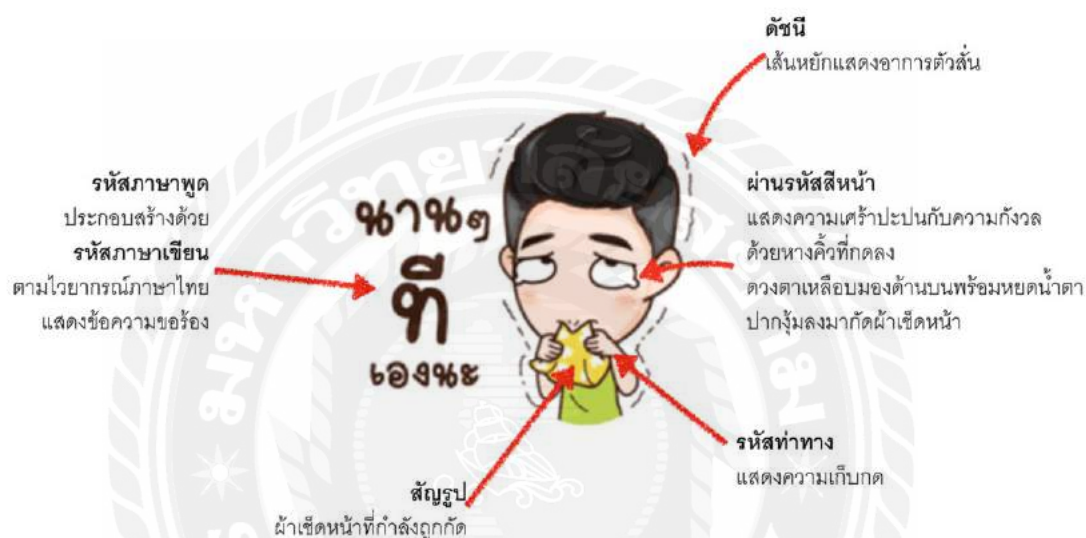 ดัชนี
เส้นหยักแสดงอาการตัวสั่น
รหัสภาษาพูด
ประกอบสร้างด้วย
รหัสภาษาเขียน
ตามไวยากรณ์ภาษาไทย
แสดงข้อความขอร้อง
นานๆ
ที
เองนะ
ผ่านรหัสสีหน้า
แสดงความเศร้าปะปนกับความกังวล
ด้วยหางคิ้วที่กดลง
ดวงตาเหลือบมองด้านบนพร้อมหยดน้ำตา
ปากงุ้มลงมากัดผ้าเช็ดหน้า
รหัสท่าทาง
แสดงความเก็บกด
สัญรูป
ผ้าเช็ดหน้าที่กำลังถูกกัด